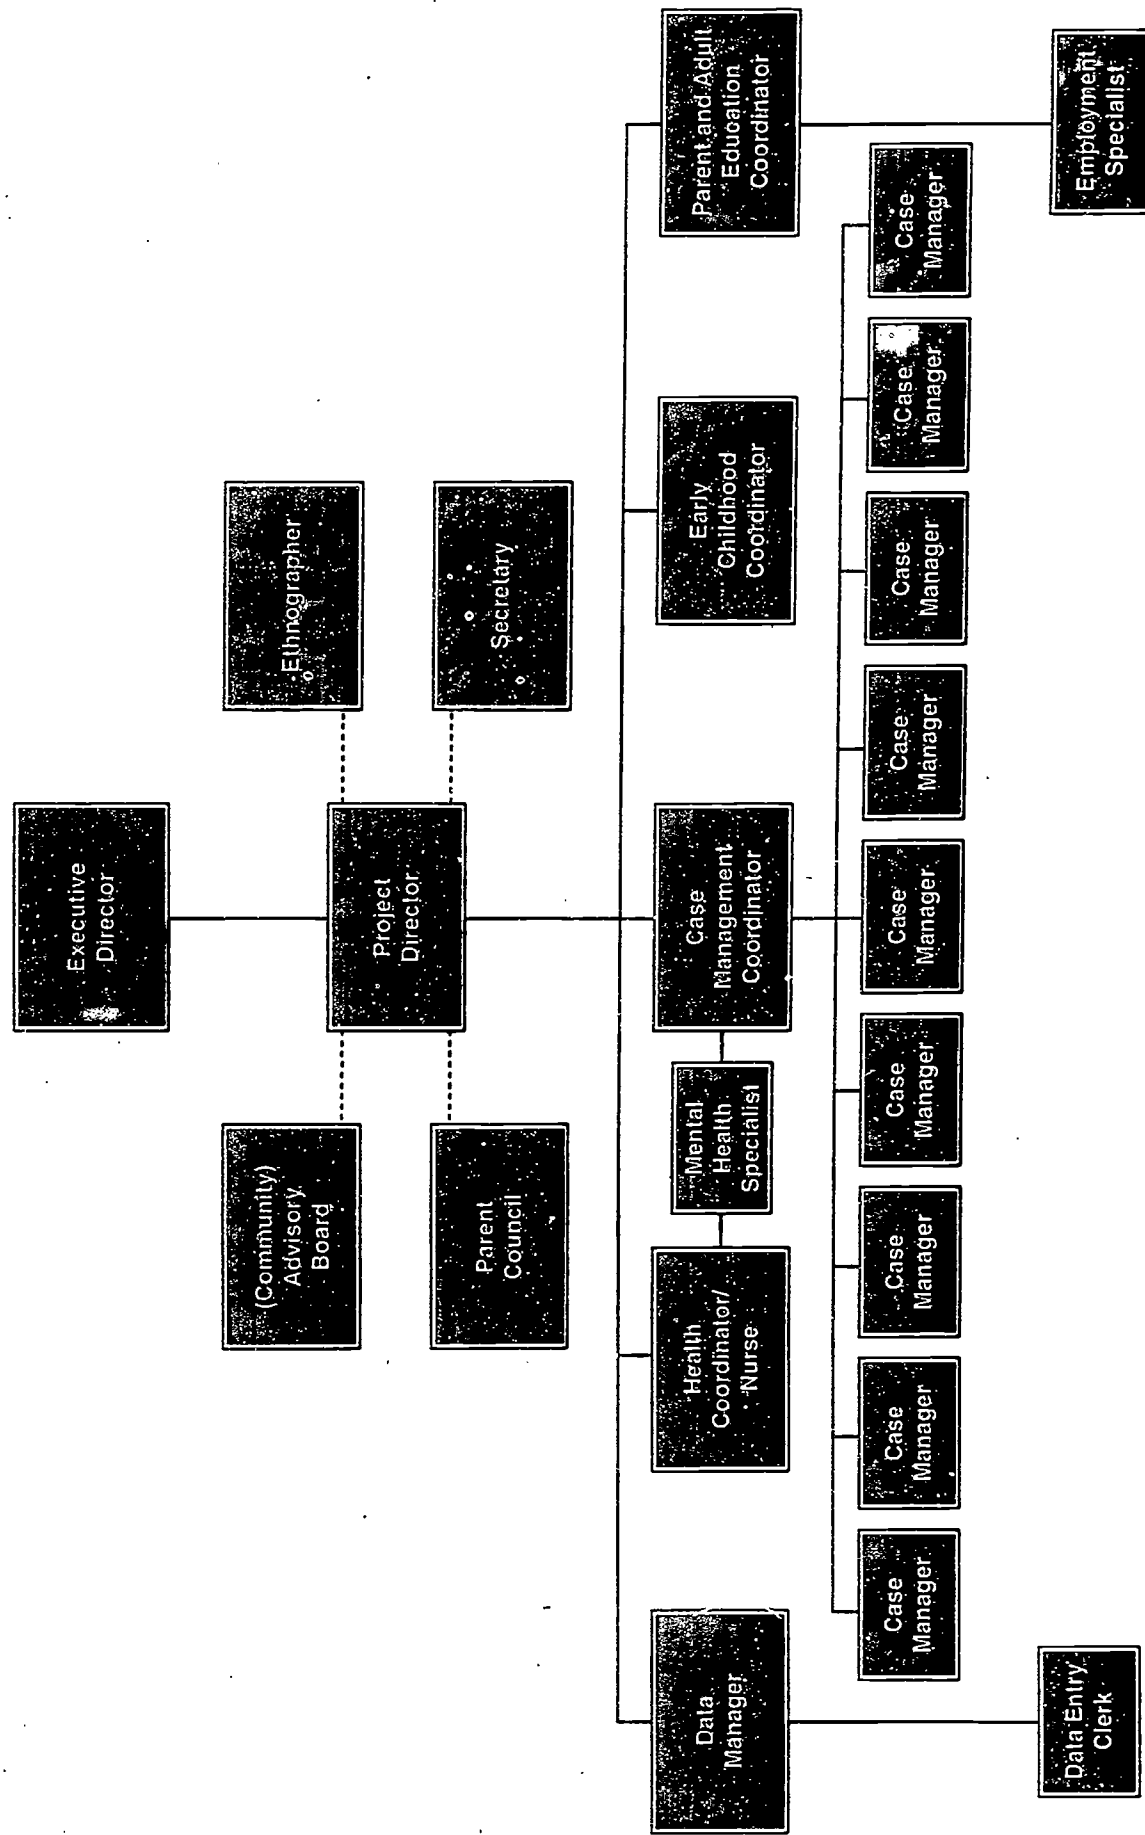 Executive
Director
(Community)
Advisory
Board
Ethnographer
Project
Director
Parent
Council
Secretary
Data
Manager
Health
Coordinator/
Nurse
Mental
Health
Specialist
Case
Management
Coordinator
Early
Childhood
Coordinator
Parent and Adult
Education
Coordinator
Case
Manager
Case
Manager
Case
Manager
Case
Manager
Case
Manager
Case
Manager
Case
Manager
Case
Manager
Case
Manager
Data Entry
Clerk
Employment
Specialist